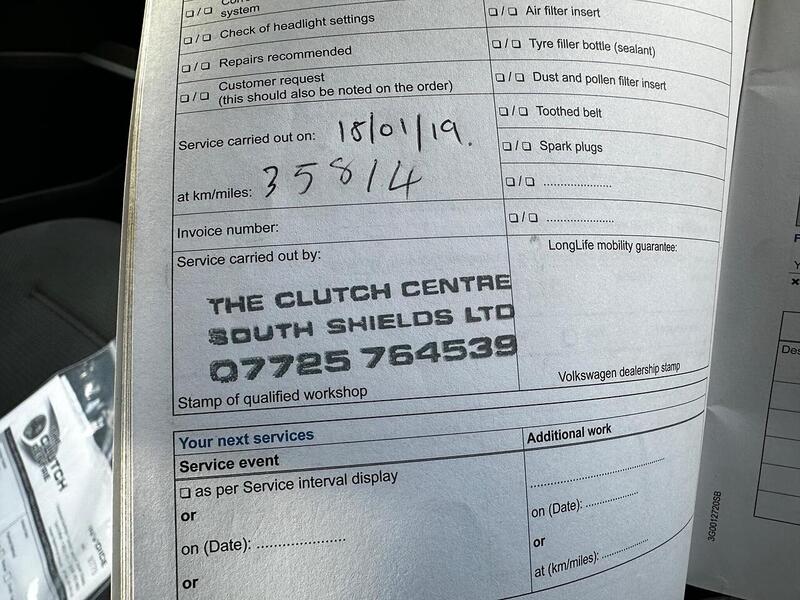 system
☐ / ☐ Check of headlight settings
☐ / ☐ Repairs recommended
☐ / ☐ Customer request
(this should also be noted on the order)
Service carried out on: 18/01/19.
at km/miles: 35814
Invoice number:
Service carried out by:
THE CLUTCH CENTRE
SOUTH SHIELDS LTD
07725 764539
Stamp of qualified workshop
☐ / ☐ Air filter insert
☐ / ☐ Tyre filler bottle (sealant)
☐ / ☐ Dust and pollen filter insert
☐ / ☐ Toothed belt
☐ / ☐ Spark plugs
☐ / ☐ ......................
☐ / ☐ ......................
LongLife mobility guarantee:
Volkswagen dealership stamp
Your next services
Service event
☐ as per Service interval display
or
on (Date): ......................
or
Additional work
..................................
on (Date): ..............
or
at (km/miles): ............
3G0012720SB
Des
CLUTCH